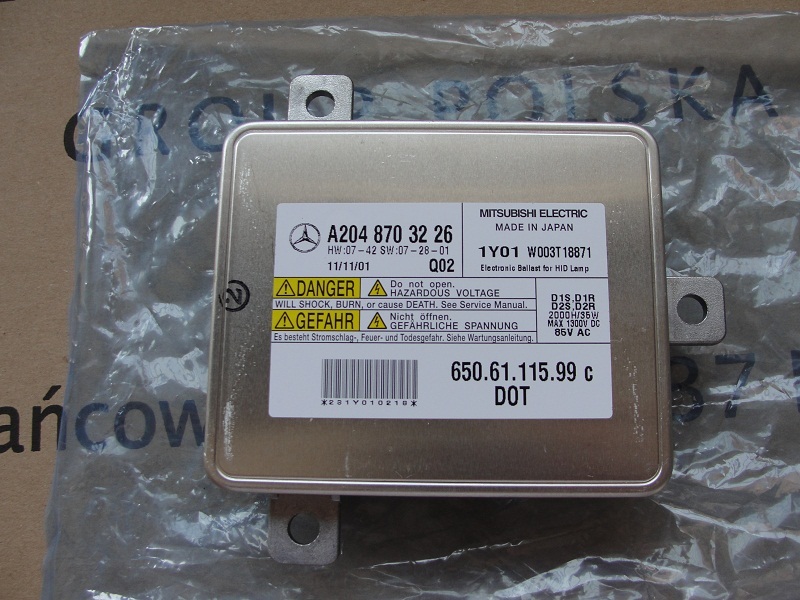 GROUP POLSKA
A204 870 3226
HW:07-42 SW:07-28-01
11/11/01 Q02
MITSUBISHI ELECTRIC
MADE IN JAPAN
1Y01 W003T18871
Electronic Ballast for HID Lamp
DANGER
Do not open.
HAZARDOUS VOLTAGE
WILL SHOCK, BURN, or cause DEATH. See Service Manual.
GEFAHR
Nicht öffnen.
GEFÄHRLICHE SPANNUNG
Es besteht Stromschlag-, Feuer- und Todesgefahr. Siehe Wartungsanleitung.
D1S,D1R
D2S,D2R
2000H/35W
MAX 1300V DC
85V AC
*231Y010218*
650.61.115.99 c
DOT
ańcow
37